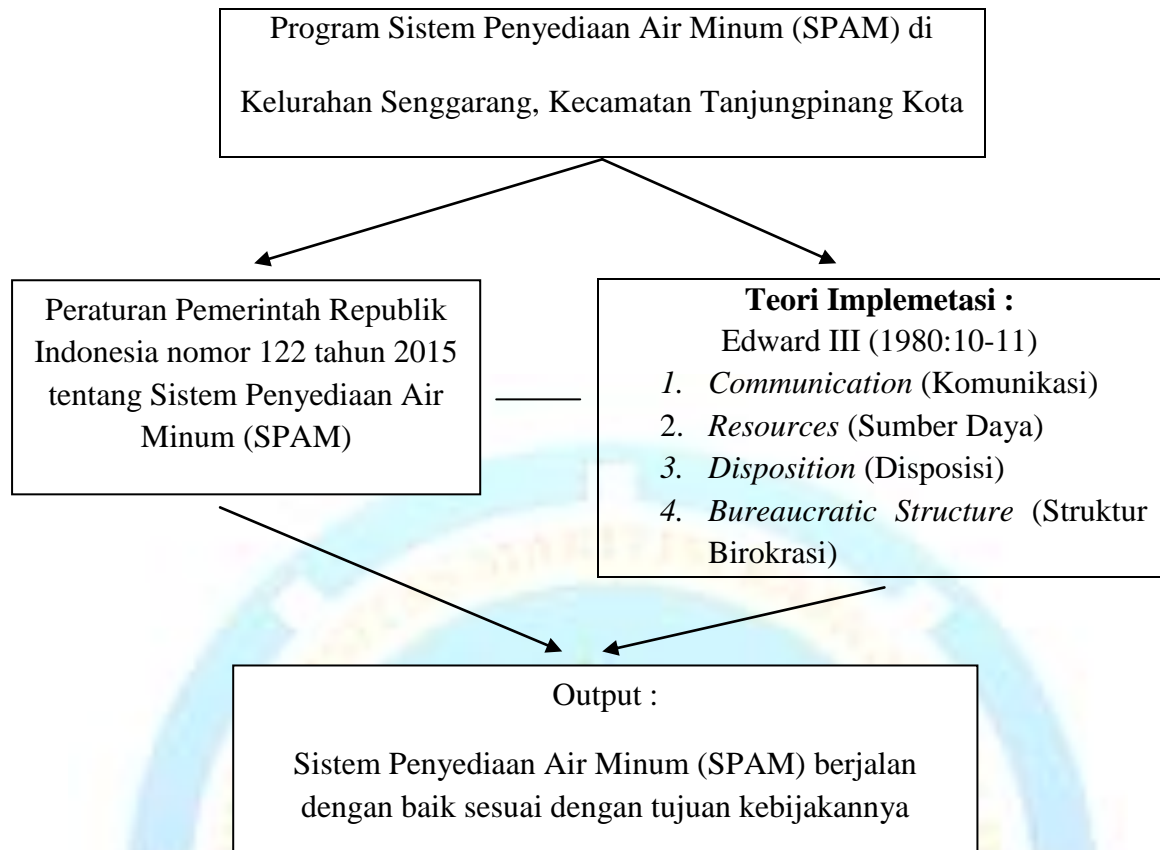 Program Sistem Penyediaan Air Minum (SPAM) di
Kelurahan Senggarang, Kecamatan Tanjungpinang Kota
Peraturan Pemerintah Republik
Indonesia nomor 122 tahun 2015
tentang Sistem Penyediaan Air
Minum (SPAM)
Teori Implemetasi :
Edward III (1980:10-11)
1. Communication (Komunikasi)
2. Resources (Sumber Daya)
3. Disposition (Disposisi)
4. Bureaucratic Structure (Struktur
Birokrasi)
Output :
Sistem Penyediaan Air Minum (SPAM) berjalan
dengan baik sesuai dengan tujuan kebijakannya